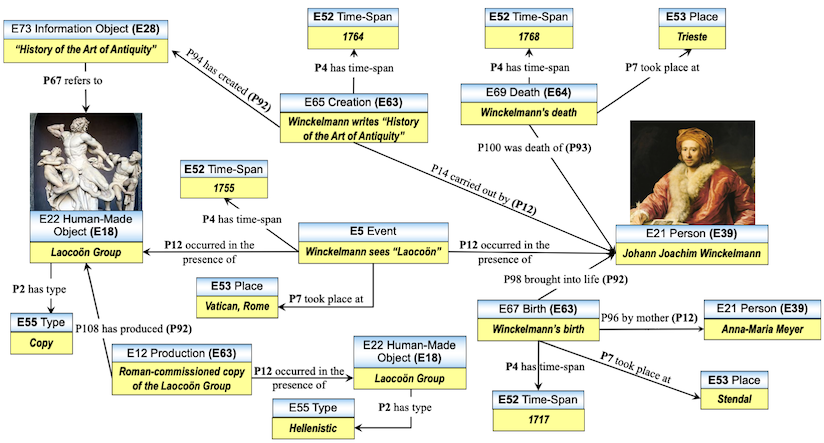 E73 Information Object (E28)
“History of the Art of Antiquity”
E52 Time-Span
1764
E52 Time-Span
1768
E53 Place
Trieste
P94 has created (P92)
P4 has time-span
P4 has time-span
P7 took place at
P67 refers to
E65 Creation (E63)
Winckelmann writes “History
of the Art of Antiquity”
E69 Death (E64)
Winckelmann's death
P100 was death of (P93)
P14 carried out by (P12)
E52 Time-Span
1755
P4 has time-span
E22 Human-Made
Object (E18)
Laocoön Group
P12 occurred in the
presence of
E5 Event
Winckelmann sees “Laocoön”
P12 occurred in the
presence of
E21 Person (E39)
Johann Joachim Winckelmann
P2 has type
E53 Place
Vatican, Rome
P7 took place at
P98 brought into life (P92)
E55 Type
Copy
P108 has produced (P92)
E67 Birth (E63)
Winckelmann's birth
P96 by mother (P12)
E21 Person (E39)
Anna-Maria Meyer
E12 Production (E63)
Roman-commissioned copy
of the Laocoön Group
P12 occurred in the
presence of
E22 Human-Made
Object (E18)
Laocoön Group
P4 has time-span
P7 took place at
E53 Place
Stendal
P2 has type
E55 Type
Hellenistic
E52 Time-Span
1717